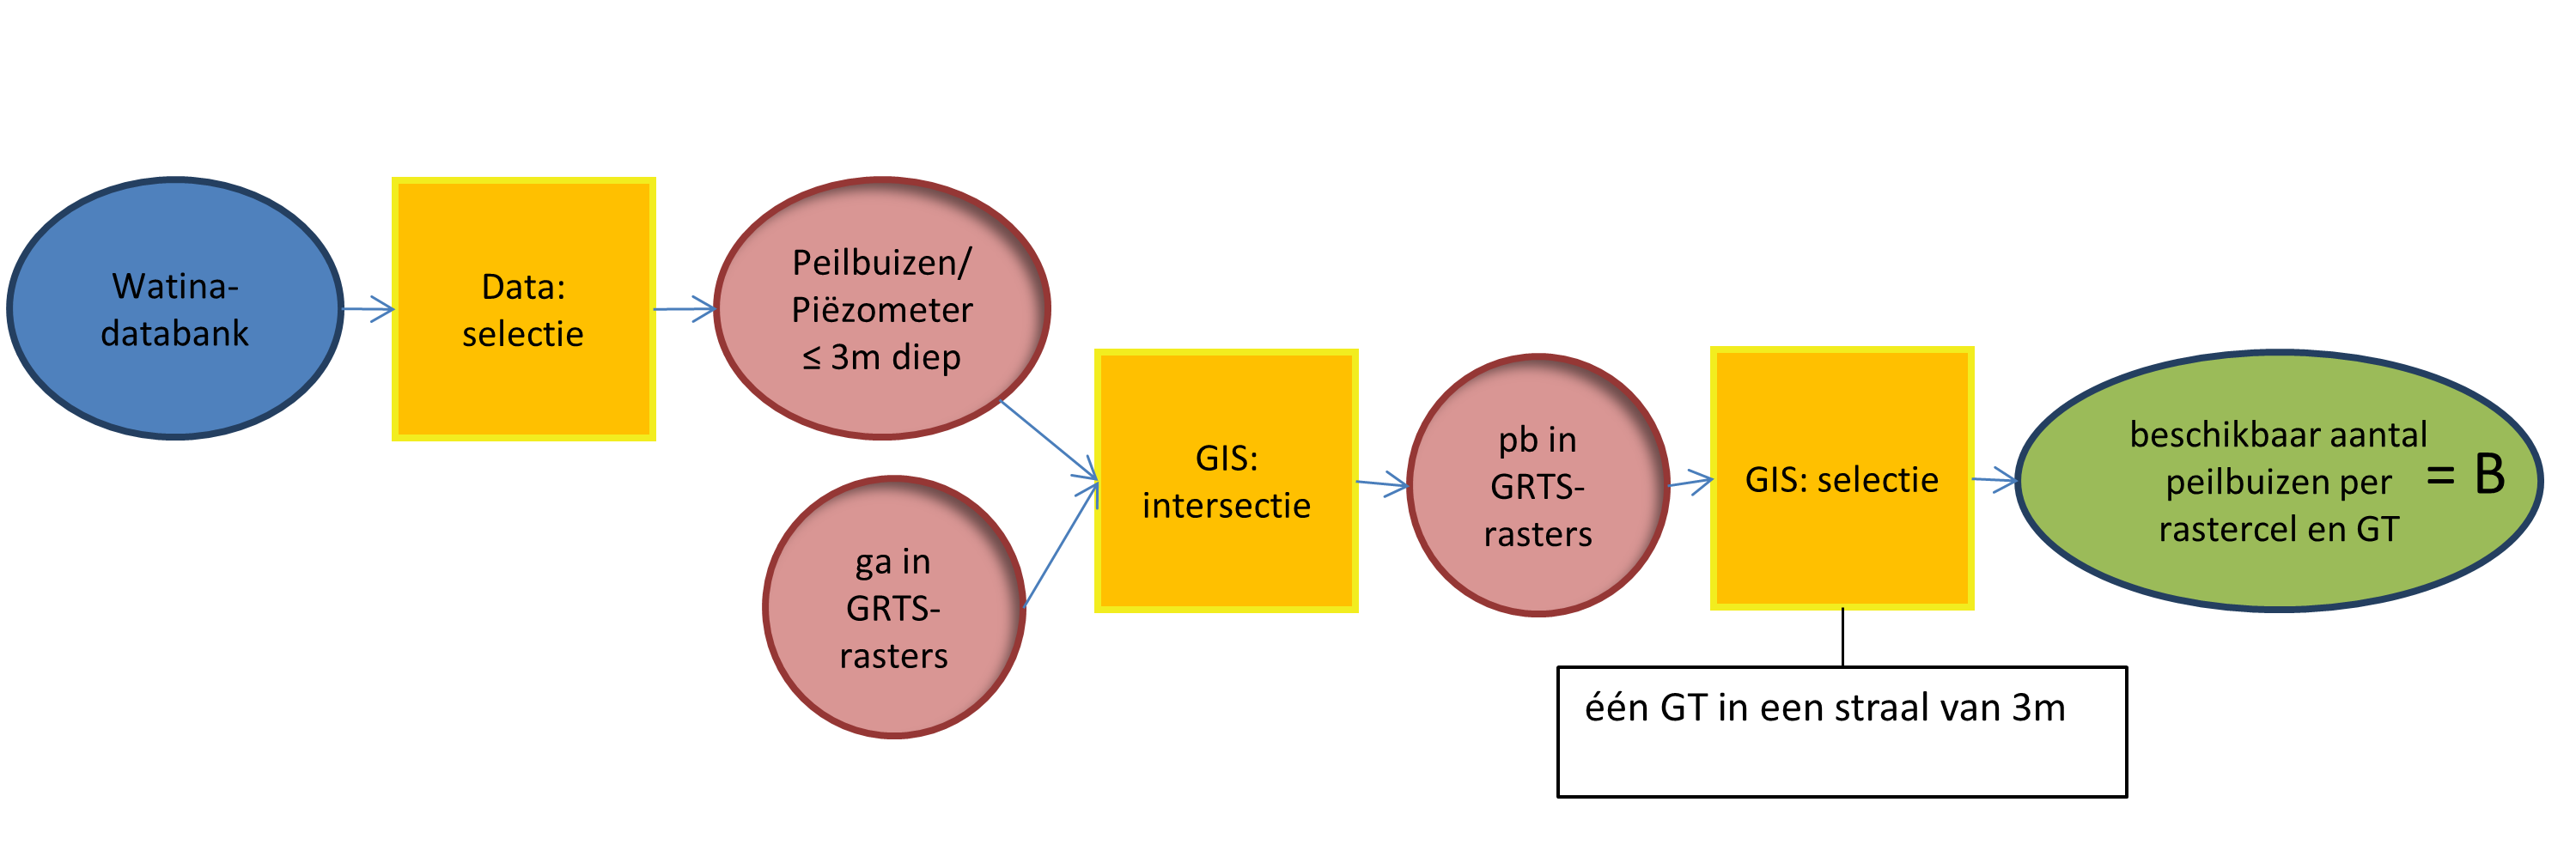 Watina-
databank
Data:
selectie
Peilbuizen/
Piëzometer
≤ 3m diep
ga in
GRTS-
rasters
GIS:
intersectie
pb in
GRTS-
rasters
GIS: selectie
één GT in een straal van 3m
beschikbaar aantal
peilbuizen per
rastercel en GT
= B